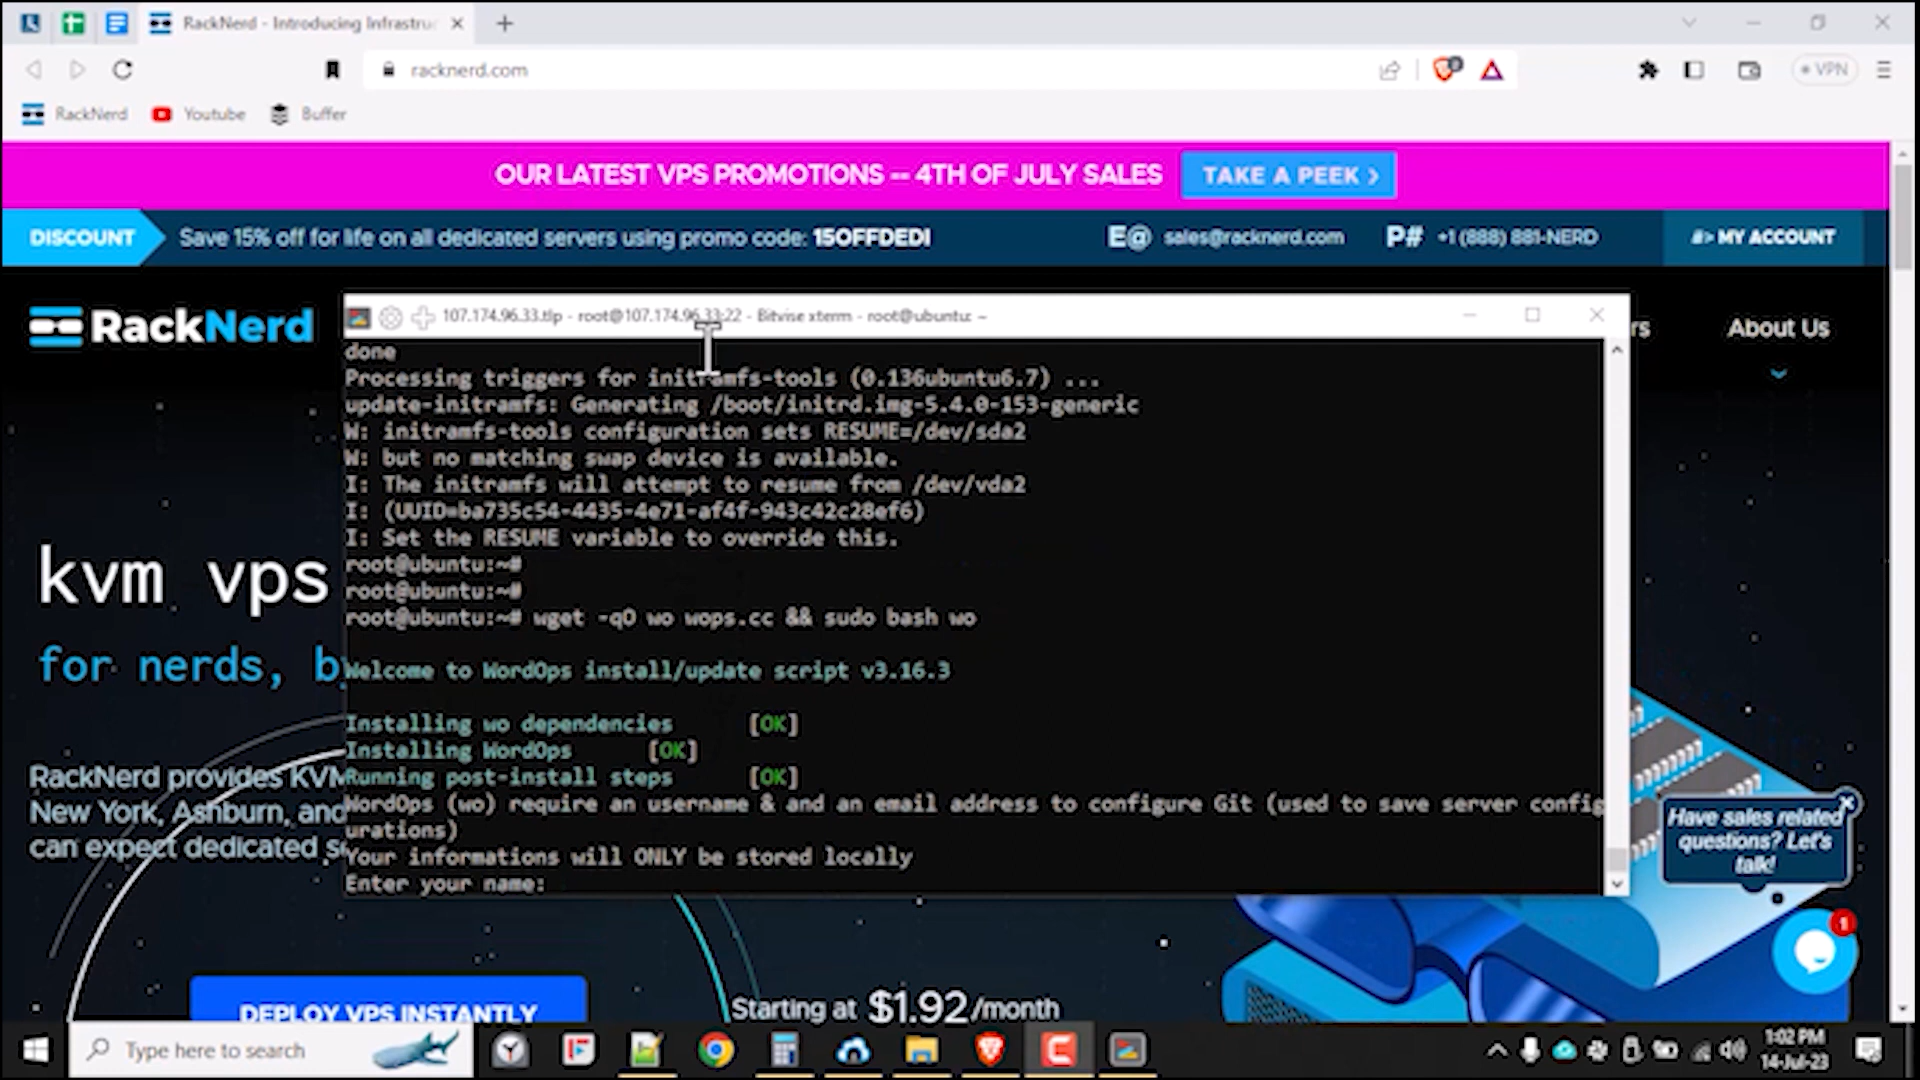 RackNerd - Introducing Infrastruc
racknerd.com
VPN
RackNerd
Youtube
Buffer
OUR LATEST VPS PROMOTIONS -- 4TH OF JULY SALES
TAKE A PEEK >
DISCOUNT
Save 15% off for life on all dedicated servers using promo code: 15OFFDEDI
E@ sales@racknerd.com
P# +1 (888) 881-NERD
#> MY ACCOUNT
RackNerd
rs
About Us
107.174.96.33.tlp - root@107.174.96.33:22 - Bitvise xterm - root@ubuntu: ~
done
Processing triggers for initramfs-tools (0.136ubuntu6.7) ...
update-initramfs: Generating /boot/initrd.img-5.4.0-153-generic
W: initramfs-tools configuration sets RESUME=/dev/sda2
W: but no matching swap device is available.
I: The initramfs will attempt to resume from /dev/vda2
I: (UUID=ba735c54-4435-4e71-af4f-943c42c28ef6)
I: Set the RESUME variable to override this.
root@ubuntu:~#
root@ubuntu:~#
root@ubuntu:~# wget -qO wo wops.cc && sudo bash wo
Welcome to WordOps install/update script v3.16.3
Installing wo dependencies [OK]
Installing WordOps [OK]
Running post-install steps [OK]
WordOps (wo) require an username & and an email address to configure Git (used to save server config
urations)
Your informations will ONLY be stored locally
Enter your name:
kvm vps
for nerds, by
RackNerd provides KVM
New York, Ashburn, and
can expect dedicated se
DEPLOY VPS INSTANTLY
Starting at $1.92/month
Have sales related
questions? Let's
talk!
1
Type here to search
1:02 PM
14-Jul-23